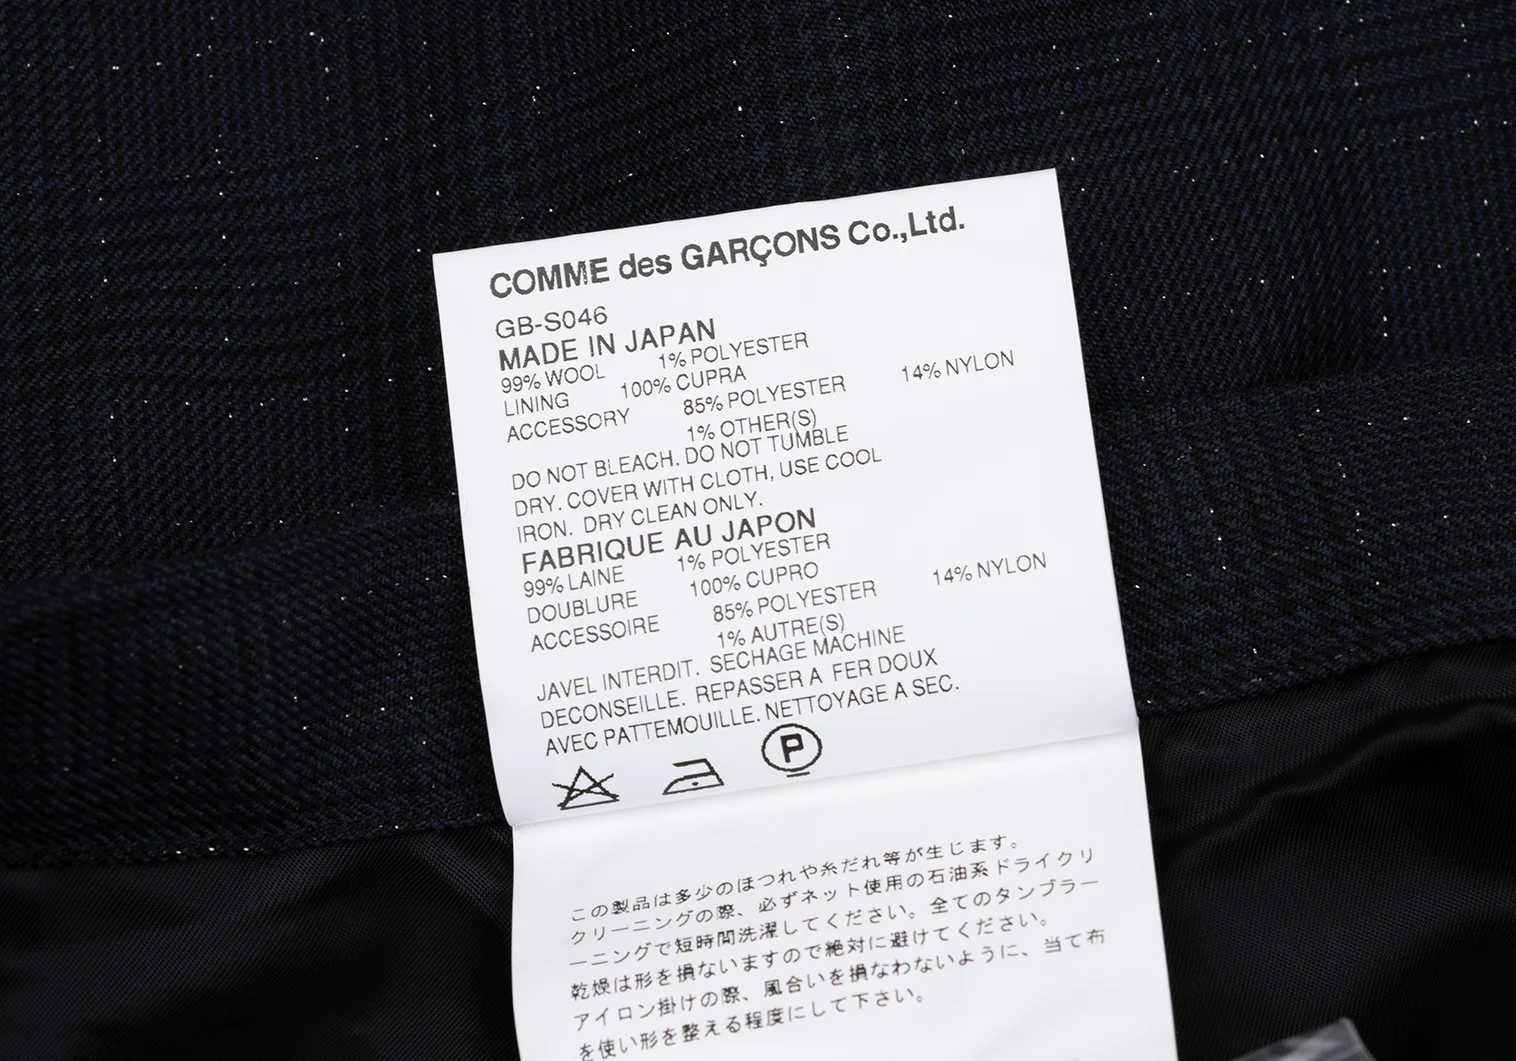 COMME des GARÇONS Co.,Ltd.
GB-S046
MADE IN JAPAN
99% WOOL 1% POLYESTER
LINING 100% CUPRA
ACCESSORY 85% POLYESTER 14% NYLON
1% OTHER(S)
DO NOT BLEACH. DO NOT TUMBLE
DRY. COVER WITH CLOTH, USE COOL
IRON. DRY CLEAN ONLY.
FABRIQUE AU JAPON
99% LAINE 1% POLYESTER
DOUBLURE 100% CUPRO
ACCESSOIRE 85% POLYESTER 14% NYLON
1% AUTRE(S)
JAVEL INTERDIT. SECHAGE MACHINE
DECONSEILLE. REPASSER A FER DOUX
AVEC PATTEMOUILLE. NETTOYAGE A SEC.
P
この製品は多少のほつれや糸だれ等が生じます。
クリーニングの際、必ずネット使用の石油系ドライクリ
ーニングで短時間洗濯してください。全てのタンブラー
乾燥は形を損ないますので絶対に避けてください。
アイロン掛けの際、風合いを損なわないように、当て布
を使い形を整える程度にして下さい。